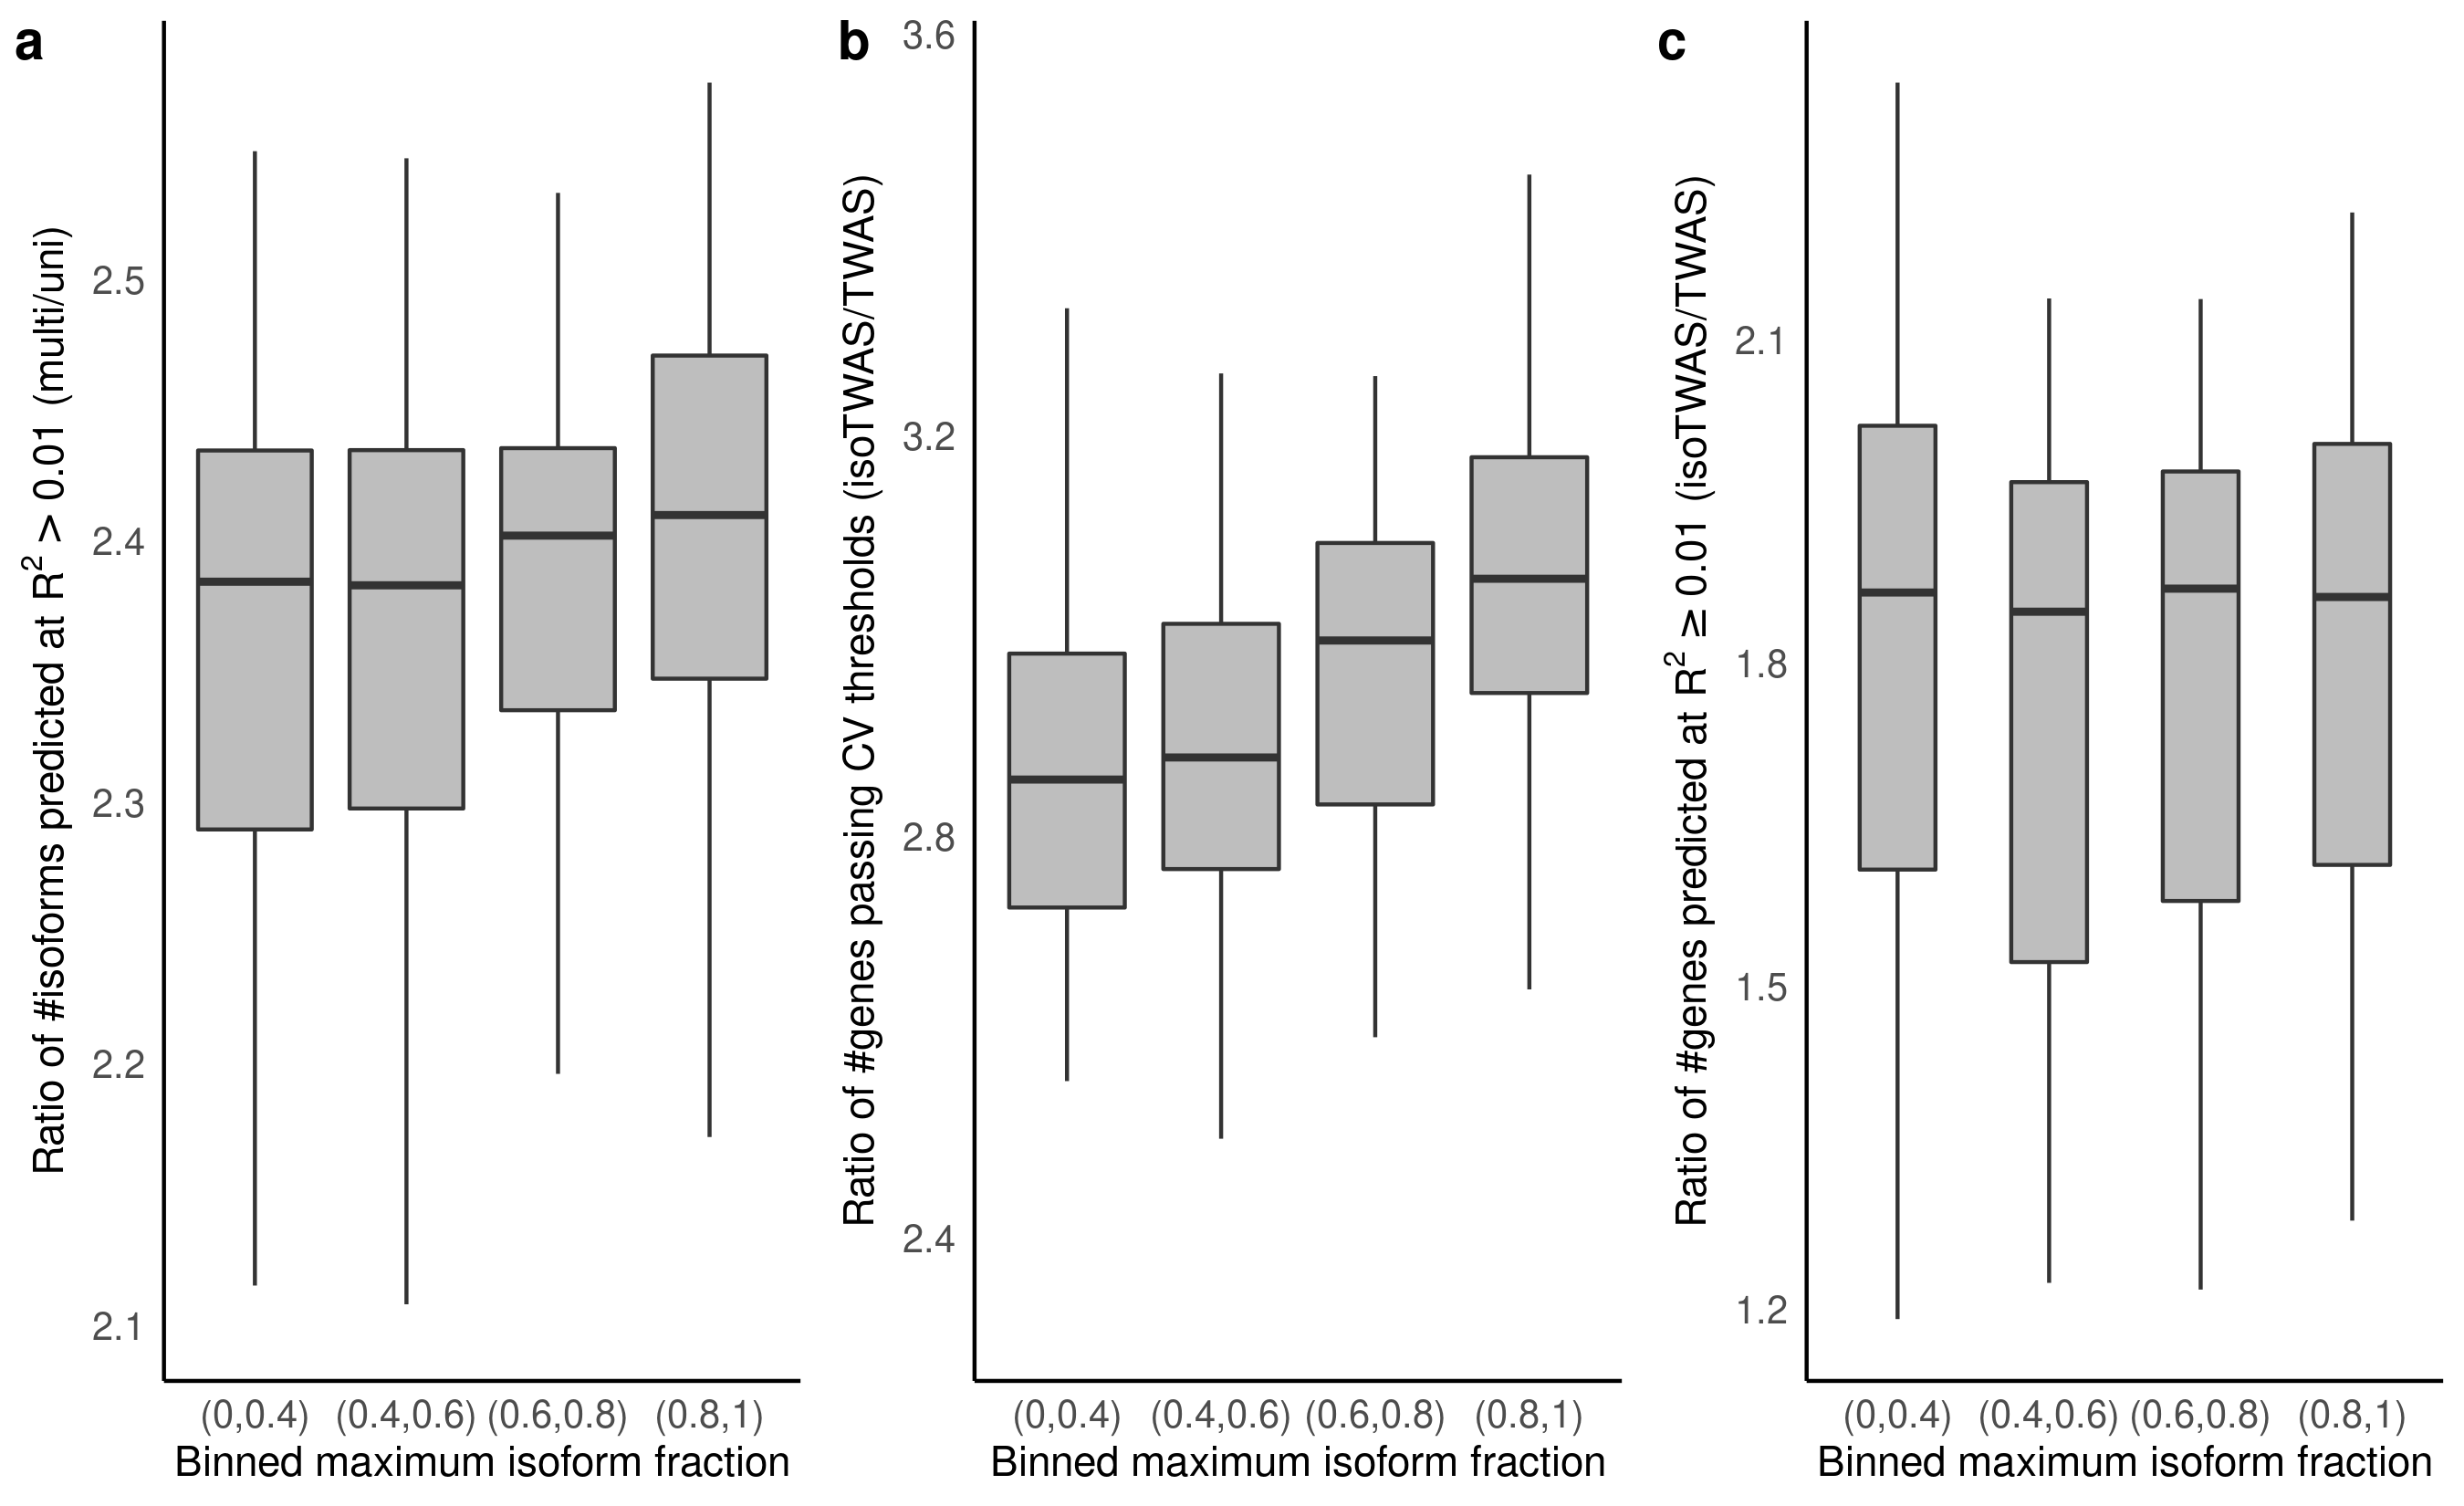 a
Ratio of #isoforms predicted at R² > 0.01 (multi/uni)
2.5
2.4
2.3
2.2
2.1
(0,0.4) (0.4,0.6) (0.6,0.8) (0.8,1)
Binned maximum isoform fraction
b
Ratio of #genes passing CV thresholds (isoTWAS/TWAS)
3.6
3.2
2.8
2.4
(0,0.4) (0.4,0.6) (0.6,0.8) (0.8,1)
Binned maximum isoform fraction
c
Ratio of #genes predicted at R² ≥ 0.01 (isoTWAS/TWAS)
2.1
1.8
1.5
1.2
(0,0.4) (0.4,0.6) (0.6,0.8) (0.8,1)
Binned maximum isoform fraction